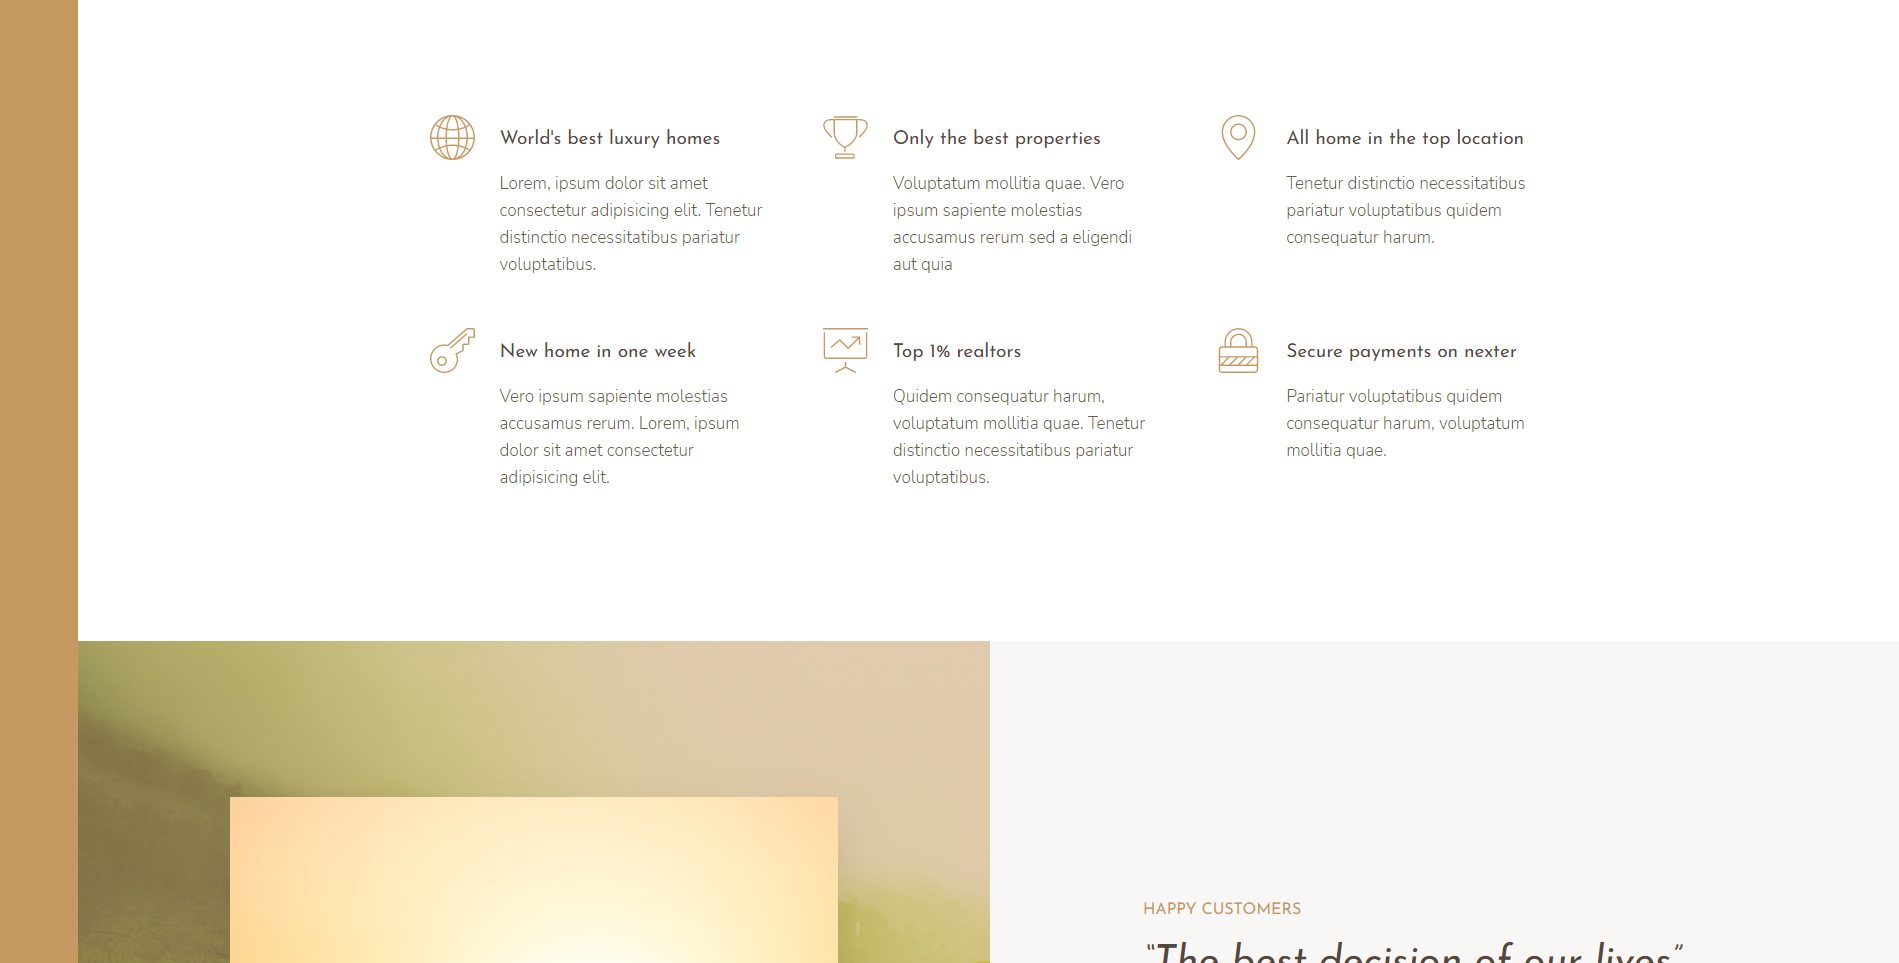 World's best luxury homes
Lorem, ipsum dolor sit amet
consectetur adipisicing elit. Tenetur
distinctio necessitatibus pariatur
voluptatibus.
Only the best properties
Voluptatum mollitia quae. Vero
ipsum sapiente molestias
accusamus rerum sed a eligendi
aut quia
All home in the top location
Tenetur distinctio necessitatibus
pariatur voluptatibus quidem
consequatur harum.
New home in one week
Vero ipsum sapiente molestias
accusamus rerum. Lorem, ipsum
dolor sit amet consectetur
adipisicing elit.
Top 1% realtors
Quidem consequatur harum,
voluptatum mollitia quae. Tenetur
distinctio necessitatibus pariatur
voluptatibus.
Secure payments on nexter
Pariatur voluptatibus quidem
consequatur harum, voluptatum
mollitia quae.
HAPPY CUSTOMERS
“The best decision of our lives”